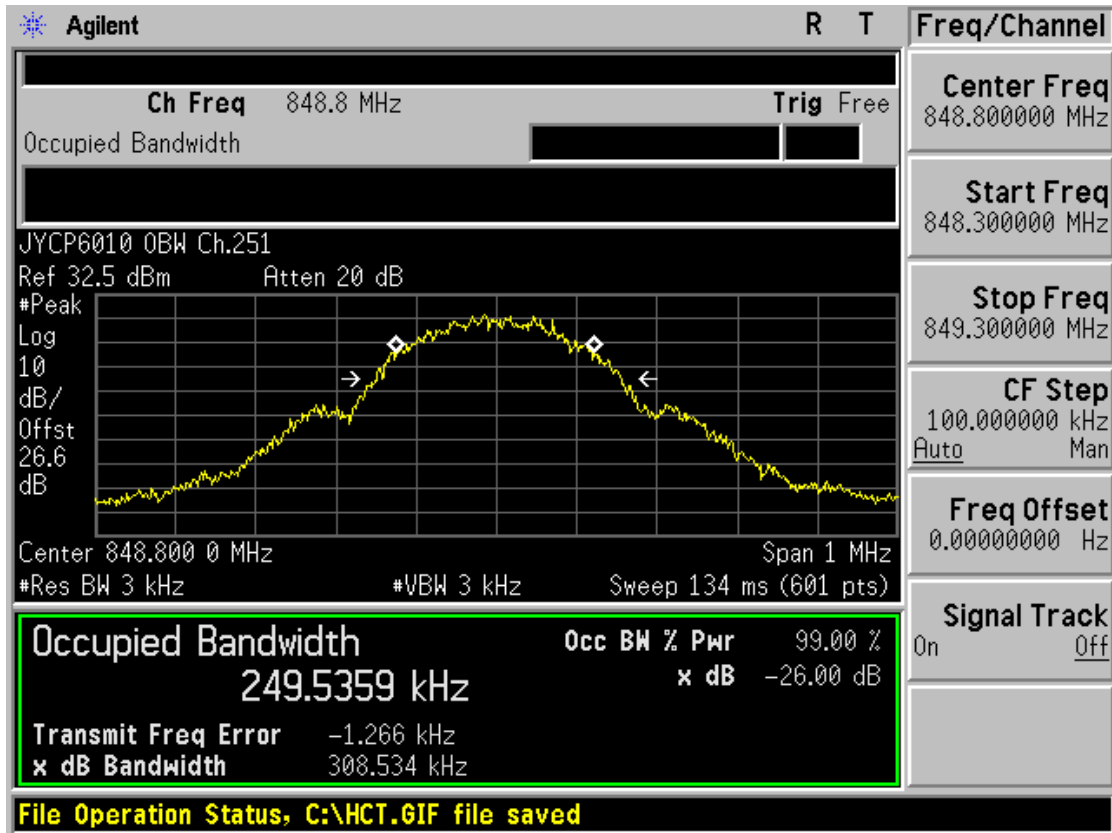 Agilent R T
Ch Freq 848.8 MHz Trig Free
Occupied Bandwidth
JYCP6010 OBW Ch.251
Ref 32.5 dBm Atten 20 dB
#Peak
Log
10
dB/
Offst
26.6
dB
Center 848.800 0 MHz Span 1 MHz
#Res BW 3 kHz #VBW 3 kHz Sweep 134 ms (601 pts)
Occupied Bandwidth Occ BW % Pwr 99.00 %
249.5359 kHz x dB -26.00 dB
Transmit Freq Error -1.266 kHz
x dB Bandwidth 308.534 kHz
File Operation Status, C:\HCT.GIF file saved
Freq/Channel
Center Freq
848.800000 MHz
Start Freq
848.300000 MHz
Stop Freq
849.300000 MHz
CF Step
100.000000 kHz
Auto Man
Freq Offset
0.00000000 Hz
Signal Track
On Off